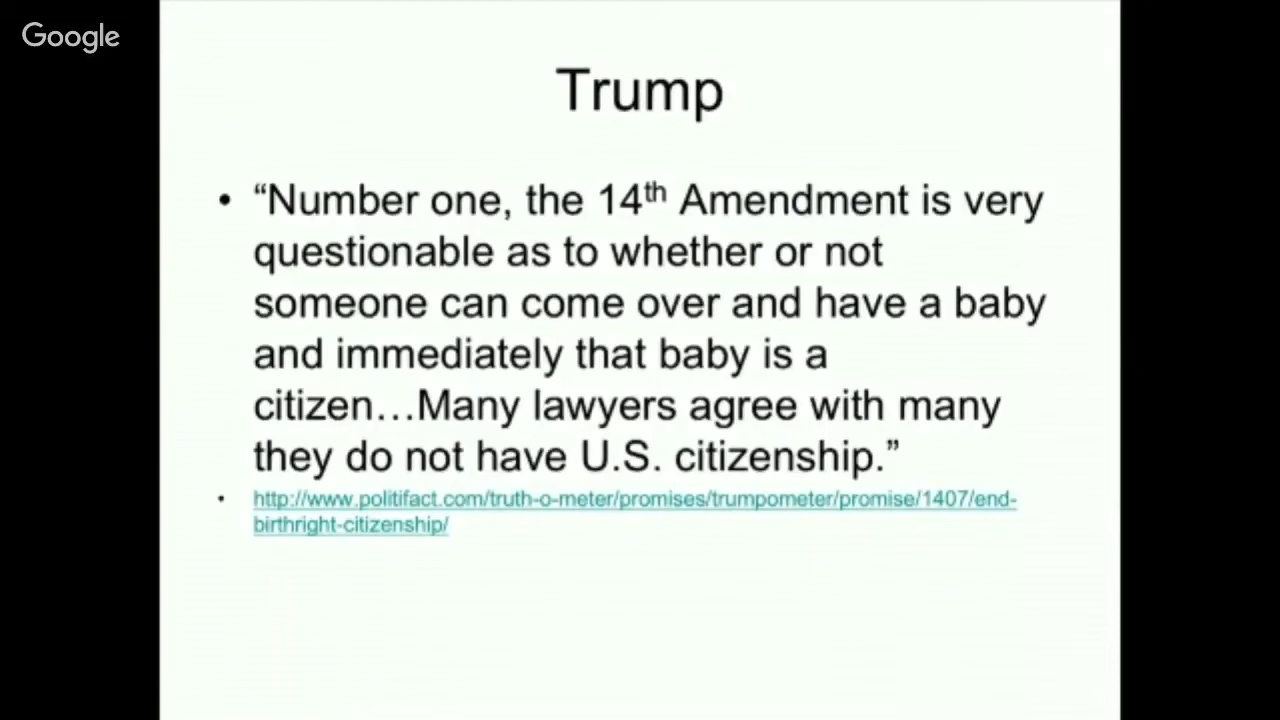 Google
Trump
• “Number one, the 14th Amendment is very
questionable as to whether or not
someone can come over and have a baby
and immediately that baby is a
citizen…Many lawyers agree with many
they do not have U.S. citizenship.”
• http://www.politifact.com/truth-o-meter/promises/trumpometer/promise/1407/end-
birthright-citizenship/